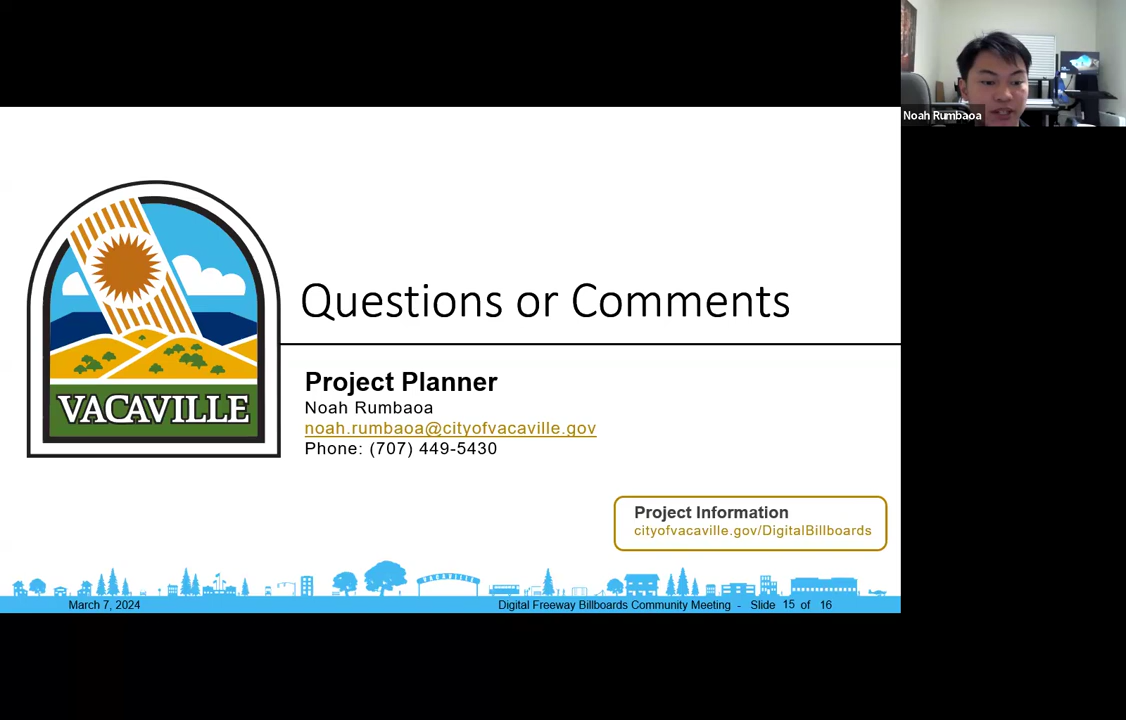 Noah Rumbaoa
VACAVILLE
Questions or Comments
Project Planner
Noah Rumbaoa
noah.rumbaoa@cityofvacaville.gov
Phone: (707) 449-5430
Project Information
cityofvacaville.gov/DigitalBillboards
VACAVILLE
March 7, 2024
Digital Freeway Billboards Community Meeting - Slide 15 of 16